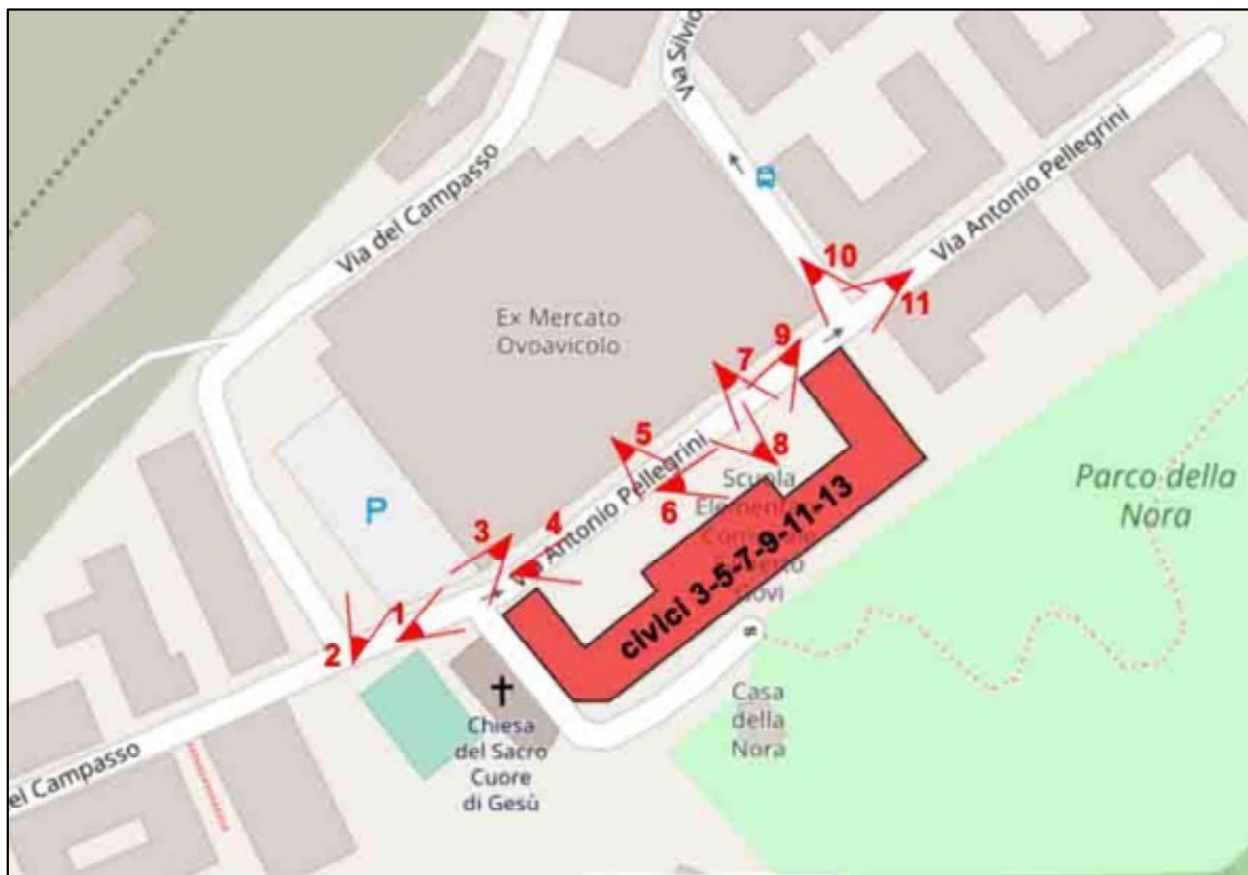 Via Silvio
Via Antonio Pellegrini
Via del Campasso
10
11
Ex Mercato
Ovoavicolo
9
7
5
8
Via Antonio Pellegrini
6
Scuola
Parco della
Nora
P
3
4
civici 3-5-7-9-11-13
1
2
Casa
della
Nora
Chiesa
del Sacro
Cuore
di Gesù
del Campasso